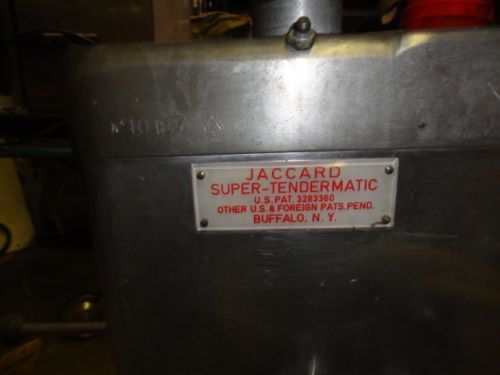 JACCARD
SUPER-TENDERMATIC
U.S. PAT. 3283360
OTHER U.S. & FOREIGN PATS. PEND.
BUFFALO, N. Y.